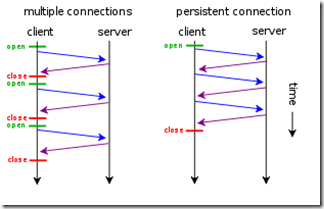 multiple connections
client server
open
close
open
close
open
close
persistent connection
client server
open
close
time